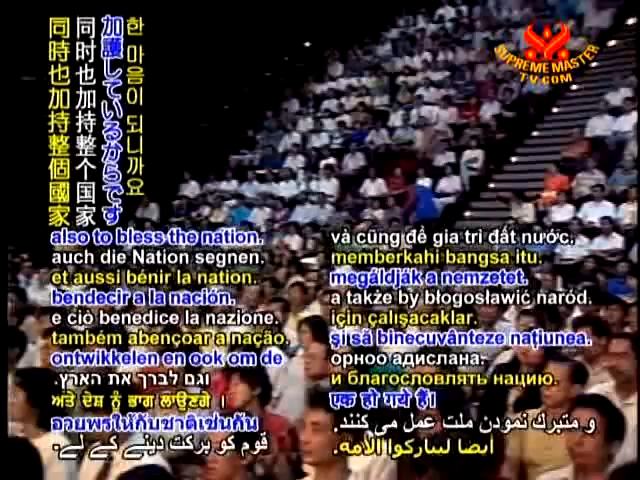 同時也加持整個國家
同时也加持整个国家
加護しているからです
한 마음이 되니까요
SUPREME MASTER
TV.COM
also to bless the nation.
auch die Nation segnen.
et aussi bénir la nation.
bendecir a la nación.
e ciò benedice la nazione.
também abençoar a nação.
ontwikkelen en ook om de
וגם לברך את הארץ.
ਅਤੇ ਦੇਸ਼ ਨੂੰ ਭਾਗ ਲਾਉਣਗੇ ।
อวยพรให้กับชาติเช่นกัน
قوم کو برکت دینے کے لے.
và cũng để gia trì đất nước.
memberkahi bangsa itu.
megáldják a nemzetet.
a także by błogosławić naród.
için çalışacaklar.
şi să binecuvânteze naţiunea.
орноо адислана.
и благословлять нацию.
एक हो गये हैं।
و متبرک نمودن ملت عمل می کنند.
أيضا ليباركوا الأمة.